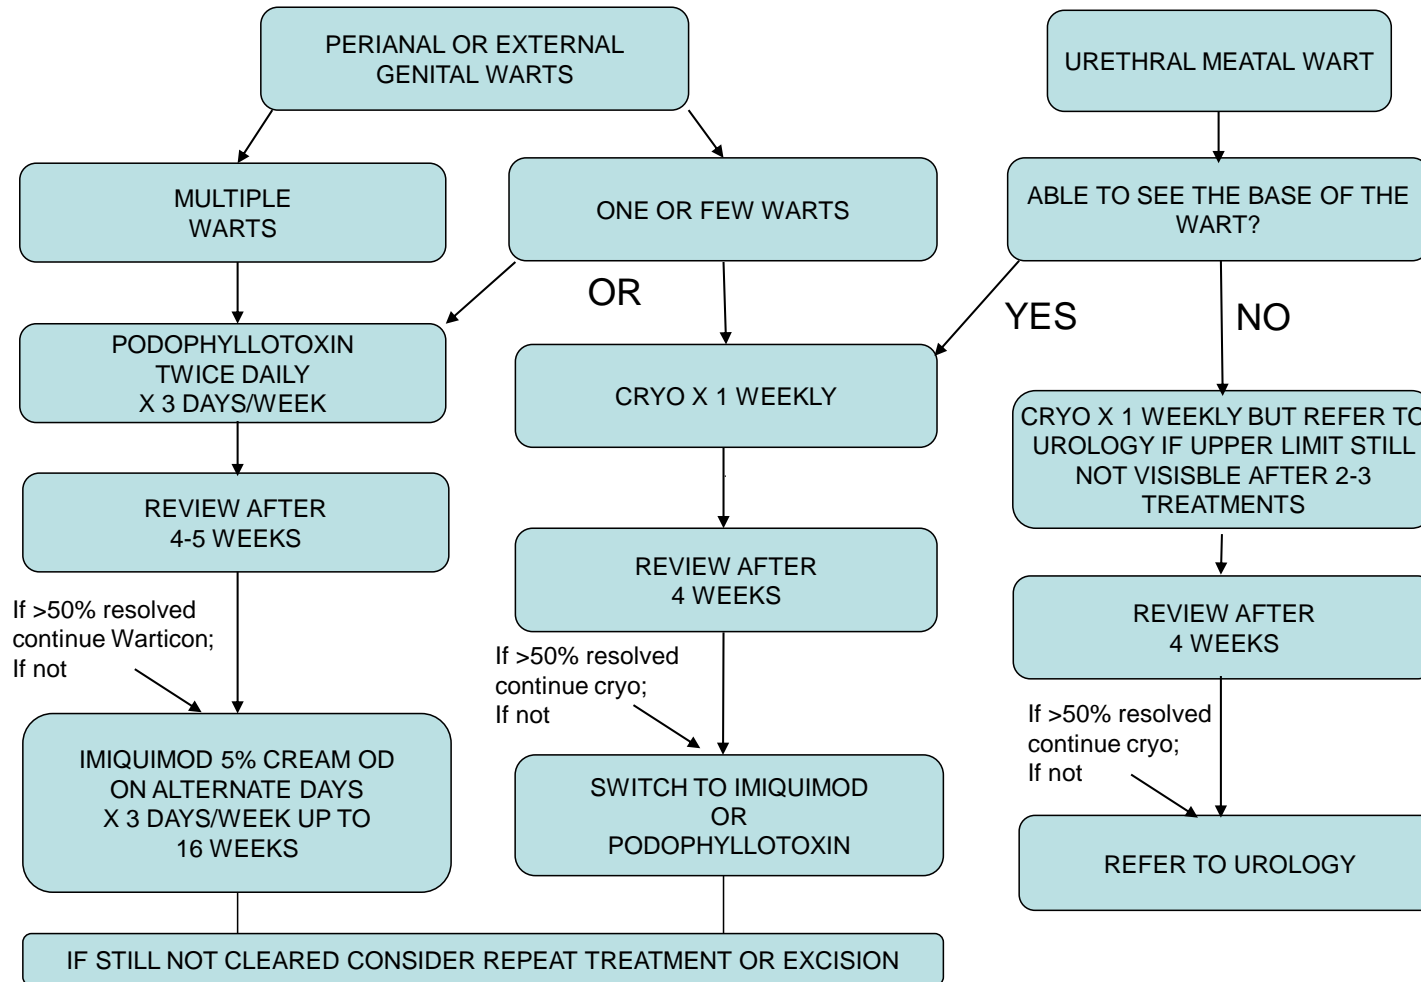 PERIANAL OR EXTERNAL
GENITAL WARTS
URETHRAL MEATAL WART
MULTIPLE
WARTS
ONE OR FEW WARTS
ABLE TO SEE THE BASE OF THE
WART?
OR
YES
NO
PODOPHYLLOTOXIN
TWICE DAILY
X 3 DAYS/WEEK
CRYO X 1 WEEKLY
CRYO X 1 WEEKLY BUT REFER TO
UROLOGY IF UPPER LIMIT STILL
NOT VISISBLE AFTER 2-3
TREATMENTS
REVIEW AFTER
4-5 WEEKS
REVIEW AFTER
4 WEEKS
REVIEW AFTER
4 WEEKS
If >50% resolved
continue Warticon;
If not
If >50% resolved
continue cryo;
If not
If >50% resolved
continue cryo;
If not
IMIQUIMOD 5% CREAM OD
ON ALTERNATE DAYS
X 3 DAYS/WEEK UP TO
16 WEEKS
SWITCH TO IMIQUIMOD
OR
PODOPHYLLOTOXIN
REFER TO UROLOGY
IF STILL NOT CLEARED CONSIDER REPEAT TREATMENT OR EXCISION